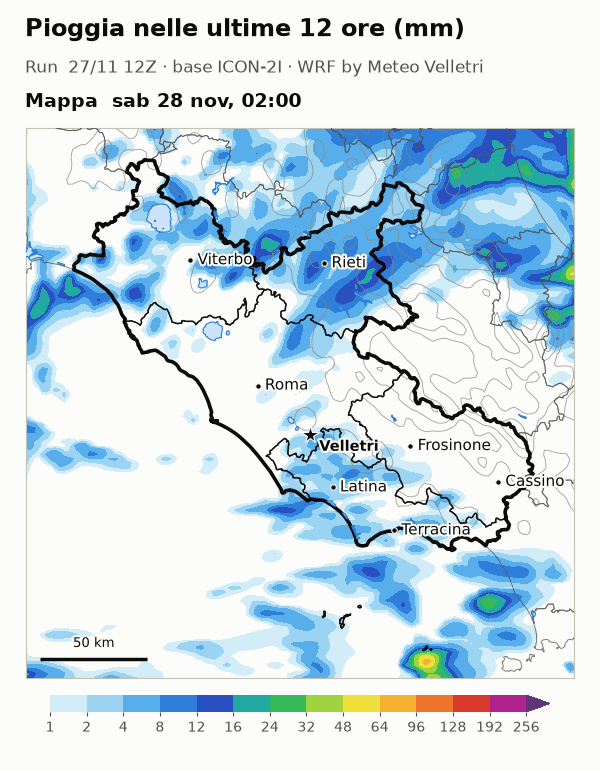 Pioggia nelle ultime 12 ore (mm)
Run  27/11 12Z · base ICON-2I · WRF by Meteo Velletri
Mappa  sab 28 nov, 02:00
Viterbo
Rieti
Roma
Velletri
Frosinone
Cassino
Latina
Terracina
50 km
1 2 4 8 12 16 24 32 48 64 96 128 192 256